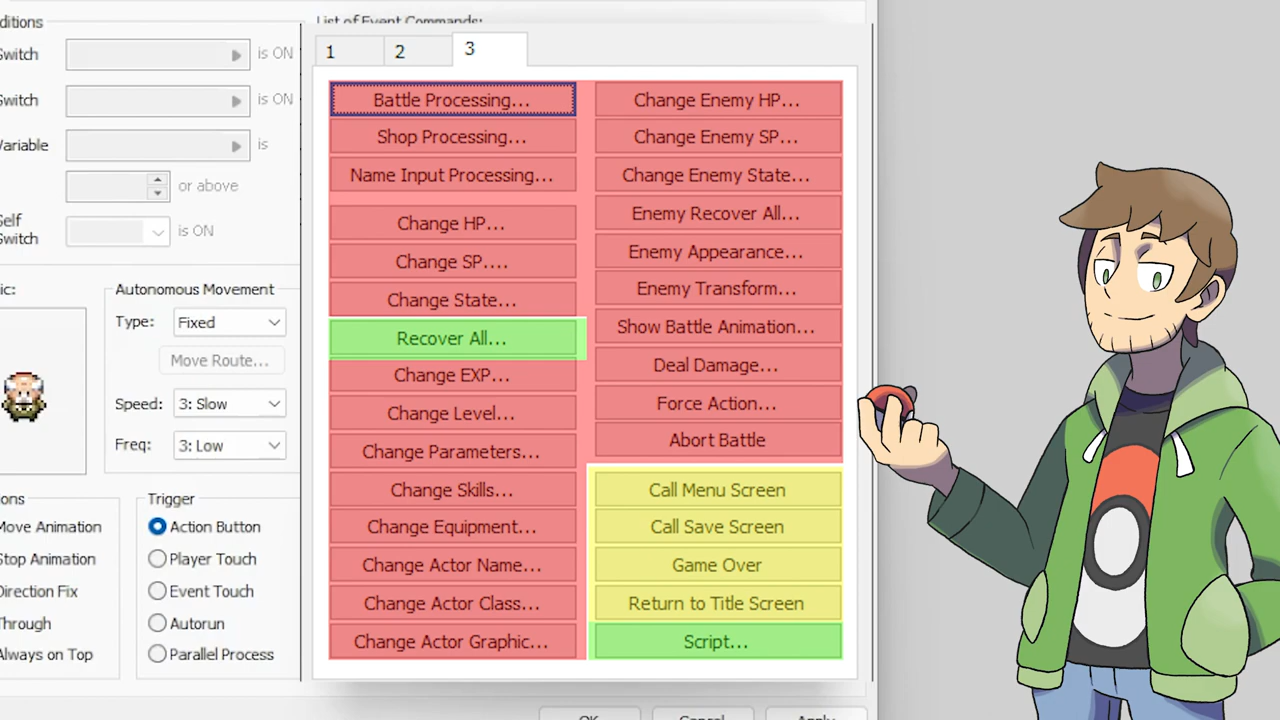 ditions
Switch
is ON
Switch
is ON
Variable
is
or above
Self
Switch
is ON
ic:
Autonomous Movement
Type:
Fixed
Move Route...
Speed:
3: Slow
Freq:
3: Low
ons
Move Animation
Stop Animation
Direction Fix
Through
Always on Top
Trigger
Action Button
Player Touch
Event Touch
Autorun
Parallel Process
List of Event Commands:
1
2
3
Battle Processing...
Shop Processing...
Name Input Processing...
Change HP...
Change SP....
Change State...
Recover All...
Change EXP...
Change Level...
Change Parameters...
Change Skills...
Change Equipment...
Change Actor Name...
Change Actor Class...
Change Actor Graphic...
Change Enemy HP...
Change Enemy SP...
Change Enemy State...
Enemy Recover All...
Enemy Appearance...
Enemy Transform...
Show Battle Animation...
Deal Damage...
Force Action...
Abort Battle
Call Menu Screen
Call Save Screen
Game Over
Return to Title Screen
Script...
OK
Cancel
Apply